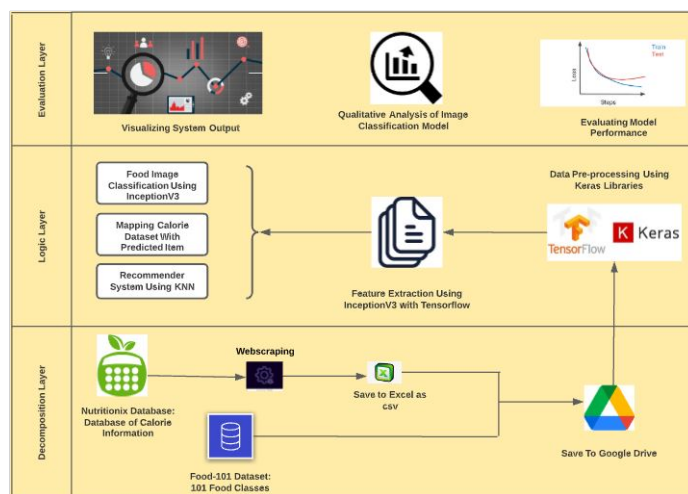 Evaluation Layer
Visualizing System Output
Qualitative Analysis of Image
Classification Model
Loss
Train
Test
Steps
Evaluating Model
Performance
Logic Layer
Food Image
Classification Using
InceptionV3
Mapping Calorie
Dataset With
Predicted Item
Recommender
System Using KNN
Feature Extraction Using
InceptionV3 with Tensorflow
Data Pre-processing Using
Keras Libraries
TensorFlow
K Keras
Decomposition Layer
Nutritionix Database:
Database of Calorie
Information
Webscraping
Save to Excel as
csv
Food-101 Dataset:
101 Food Classes
Save To Google Drive